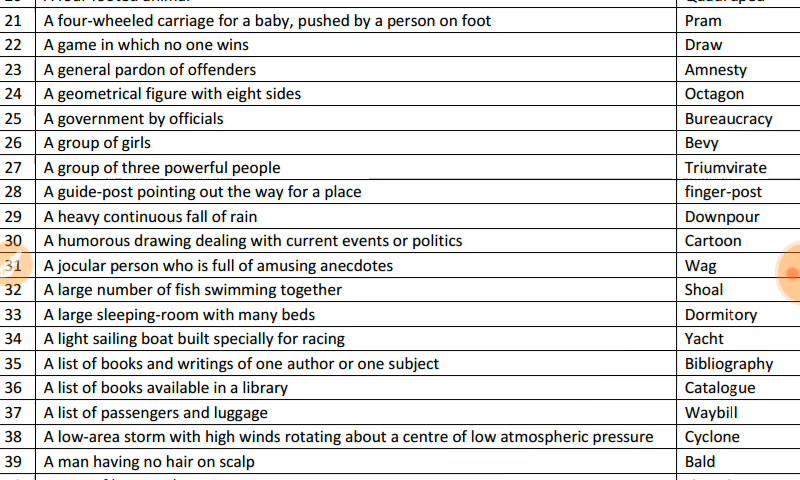 21 A four-wheeled carriage for a baby, pushed by a person on foot Pram
22 A game in which no one wins Draw
23 A general pardon of offenders Amnesty
24 A geometrical figure with eight sides Octagon
25 A government by officials Bureaucracy
26 A group of girls Bevy
27 A group of three powerful people Triumvirate
28 A guide-post pointing out the way for a place finger-post
29 A heavy continuous fall of rain Downpour
30 A humorous drawing dealing with current events or politics Cartoon
31 A jocular person who is full of amusing anecdotes Wag
32 A large number of fish swimming together Shoal
33 A large sleeping-room with many beds Dormitory
34 A light sailing boat built specially for racing Yacht
35 A list of books and writings of one author or one subject Bibliography
36 A list of books available in a library Catalogue
37 A list of passengers and luggage Waybill
38 A low-area storm with high winds rotating about a centre of low atmospheric pressure Cyclone
39 A man having no hair on scalp Bald